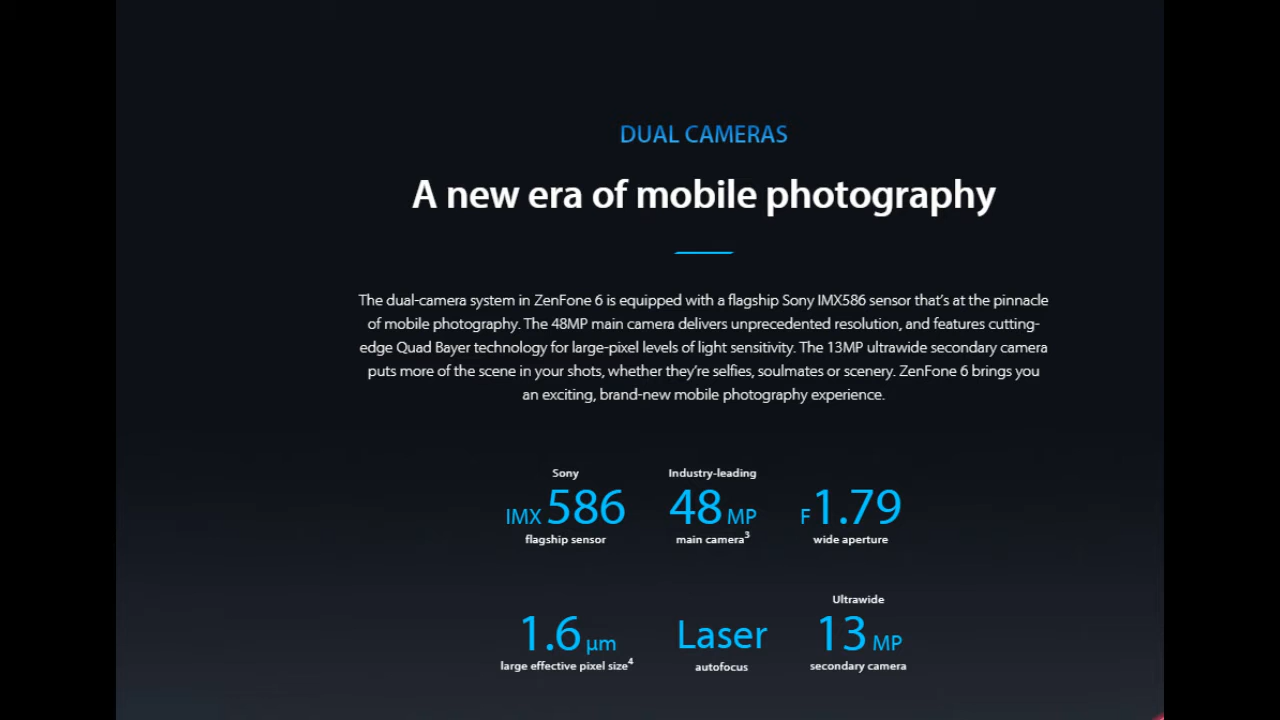 DUAL CAMERAS
A new era of mobile photography
The dual-camera system in ZenFone 6 is equipped with a flagship Sony IMX586 sensor that's at the pinnacle
of mobile photography. The 48MP main camera delivers unprecedented resolution, and features cutting-
edge Quad Bayer technology for large-pixel levels of light sensitivity. The 13MP ultrawide secondary camera
puts more of the scene in your shots, whether they're selfies, soulmates or scenery. ZenFone 6 brings you
an exciting, brand-new mobile photography experience.
Sony
IMX 586
flagship sensor
Industry-leading
48 MP
main camera3
F 1.79
wide aperture
1.6 µm
large effective pixel size4
Laser
autofocus
Ultrawide
13 MP
secondary camera